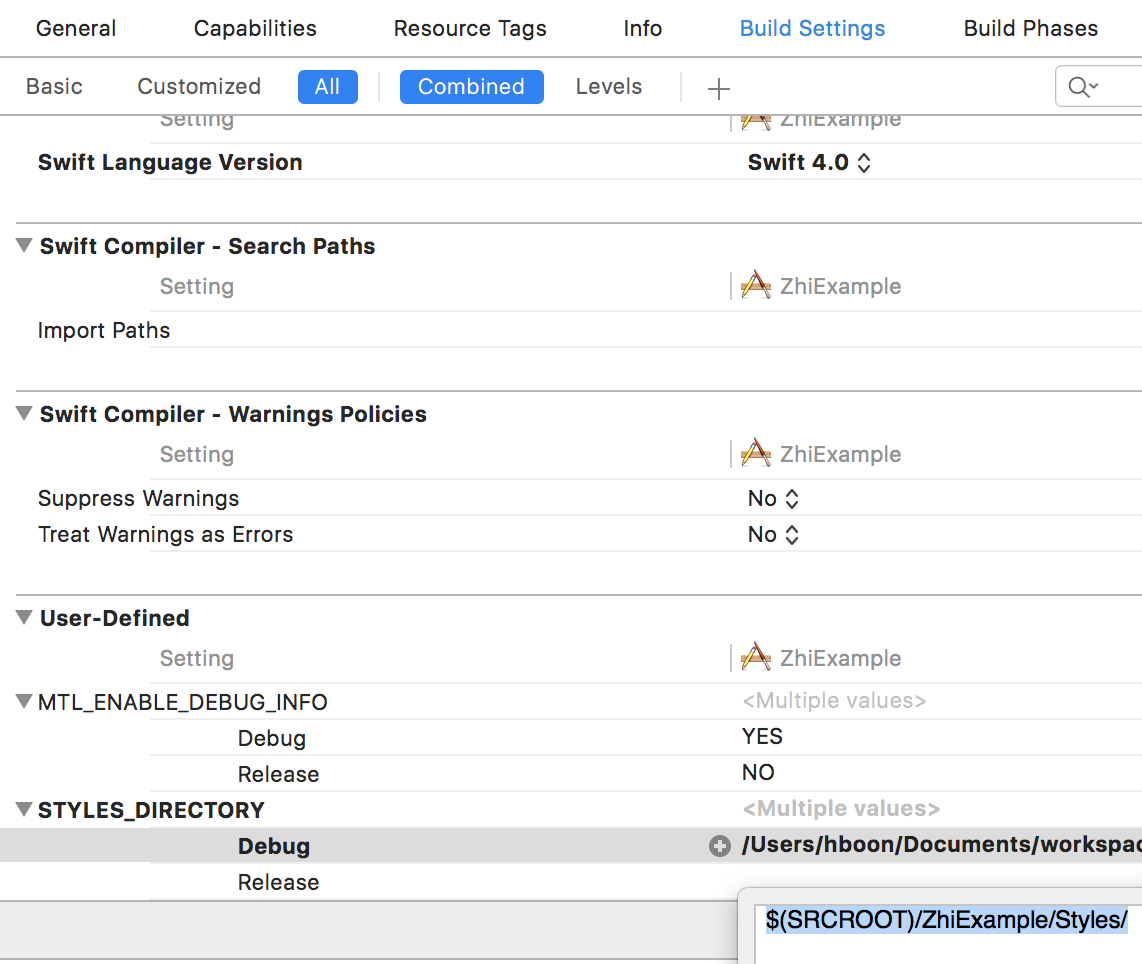 General Capabilities Resource Tags Info Build Settings Build Phases
Basic Customized All Combined Levels
Setting ZhiExample
Swift Language Version Swift 4.0
Swift Compiler - Search Paths
Setting ZhiExample
Import Paths
Swift Compiler - Warnings Policies
Setting ZhiExample
Suppress Warnings No
Treat Warnings as Errors No
User-Defined
Setting ZhiExample
MTL_ENABLE_DEBUG_INFO <Multiple values>
Debug YES
Release NO
STYLES_DIRECTORY <Multiple values>
Debug /Users/hboon/Documents/workspac
Release
$(SRCROOT)/ZhiExample/Styles/